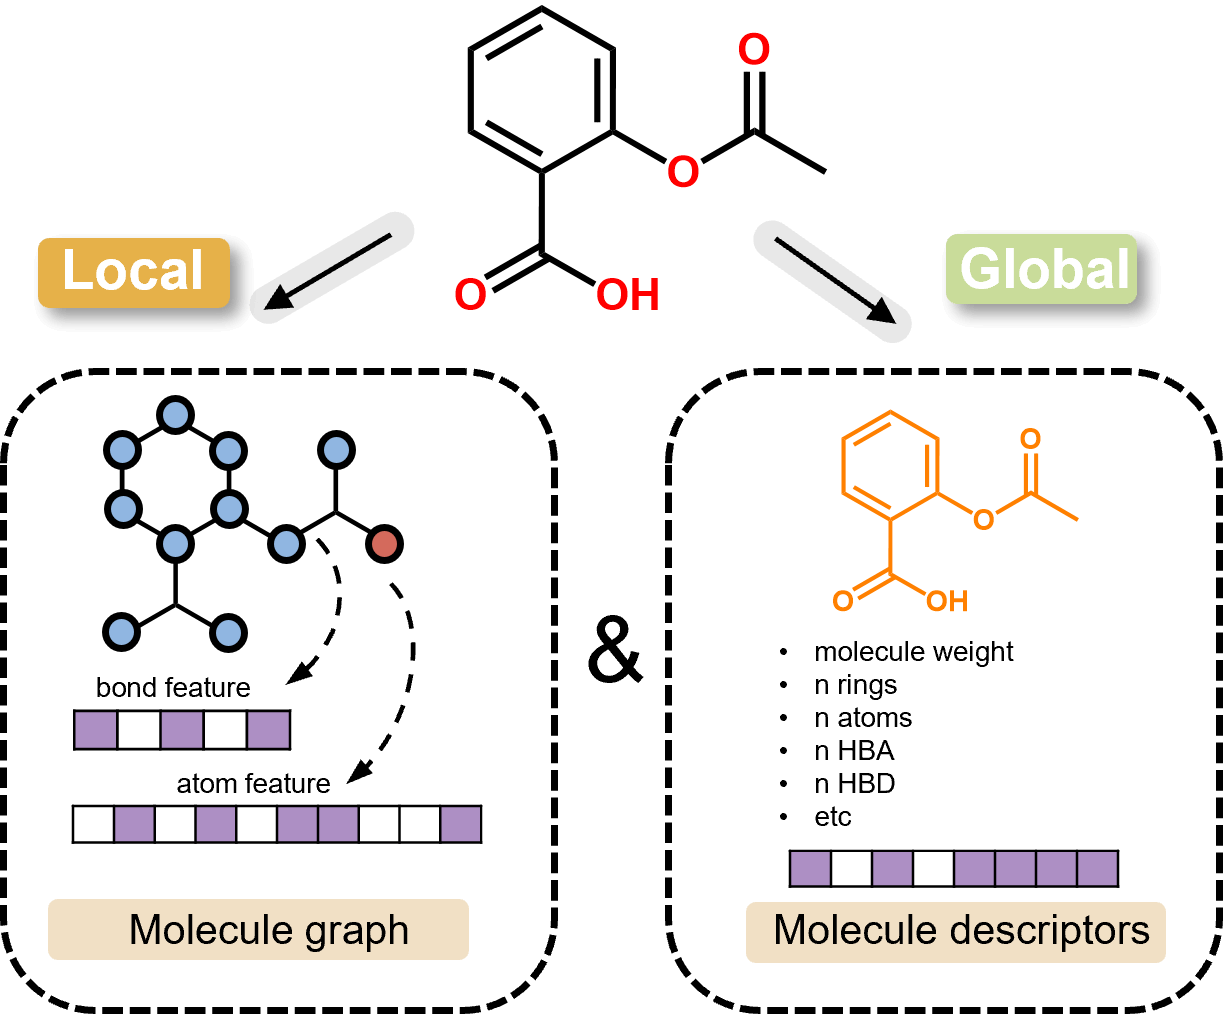 O
O
O
OH
Local
Global
O
O
O
OH
&
bond feature
atom feature
Molecule graph
• molecule weight
• n rings
• n atoms
• n HBA
• n HBD
• etc
Molecule descriptors